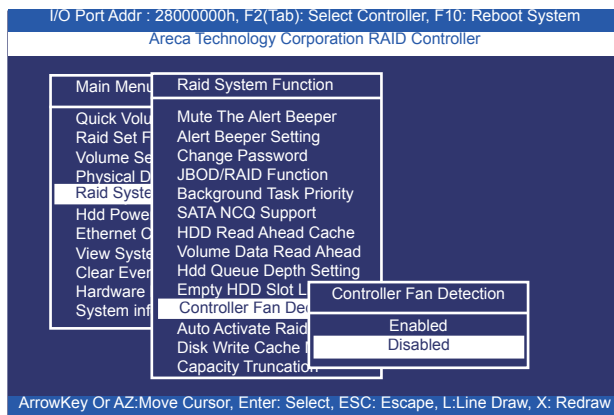 I/O Port Addr : 28000000h, F2(Tab): Select Controller, F10: Reboot System
Areca Technology Corporation RAID Controller
Main Menu
Quick Volu
Raid Set F
Volume Se
Physical D
Raid Syste
Hdd Powe
Ethernet C
View Syste
Clear Even
Hardware
System inf
Raid System Function
Mute The Alert Beeper
Alert Beeper Setting
Change Password
JBOD/RAID Function
Background Task Priority
SATA NCQ Support
HDD Read Ahead Cache
Volume Data Read Ahead
Hdd Queue Depth Setting
Empty HDD Slot L
Controller Fan De
Auto Activate Raid
Disk Write Cache
Capacity Truncation
Controller Fan Detection
Enabled
Disabled
ArrowKey Or AZ:Move Cursor, Enter: Select, ESC: Escape, L:Line Draw, X: Redraw